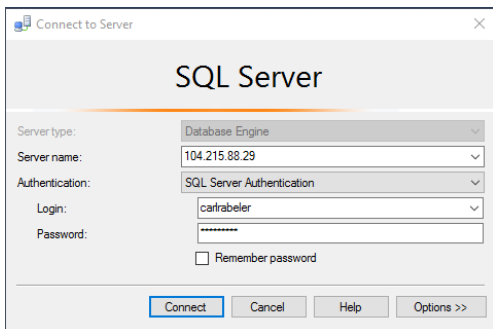 Connect to Server
SQL Server
Server type: Database Engine
Server name: 104.215.88.29
Authentication: SQL Server Authentication
Login: carlrabeler
Password: *********
Remember password
Connect Cancel Help Options >>